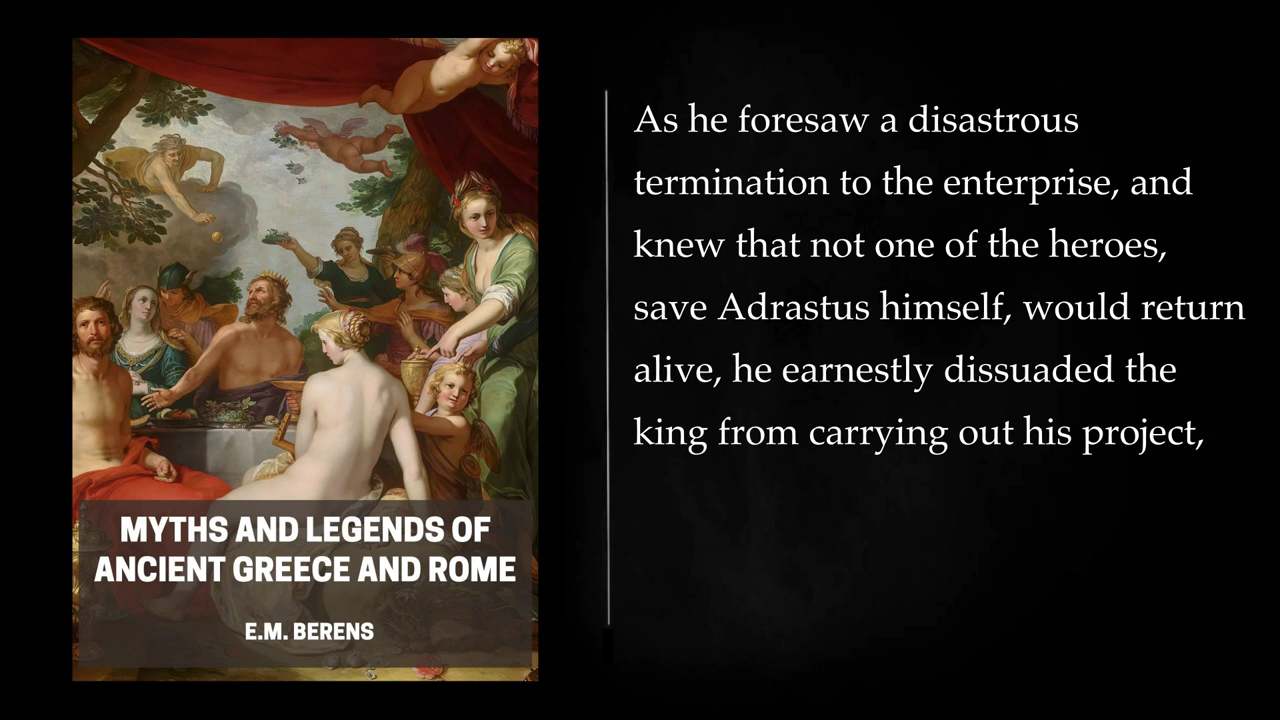 MYTHS AND LEGENDS OF
ANCIENT GREECE AND ROME
E.M. BERENS
As he foresaw a disastrous
termination to the enterprise, and
knew that not one of the heroes,
save Adrastus himself, would return
alive, he earnestly dissuaded the
king from carrying out his project,